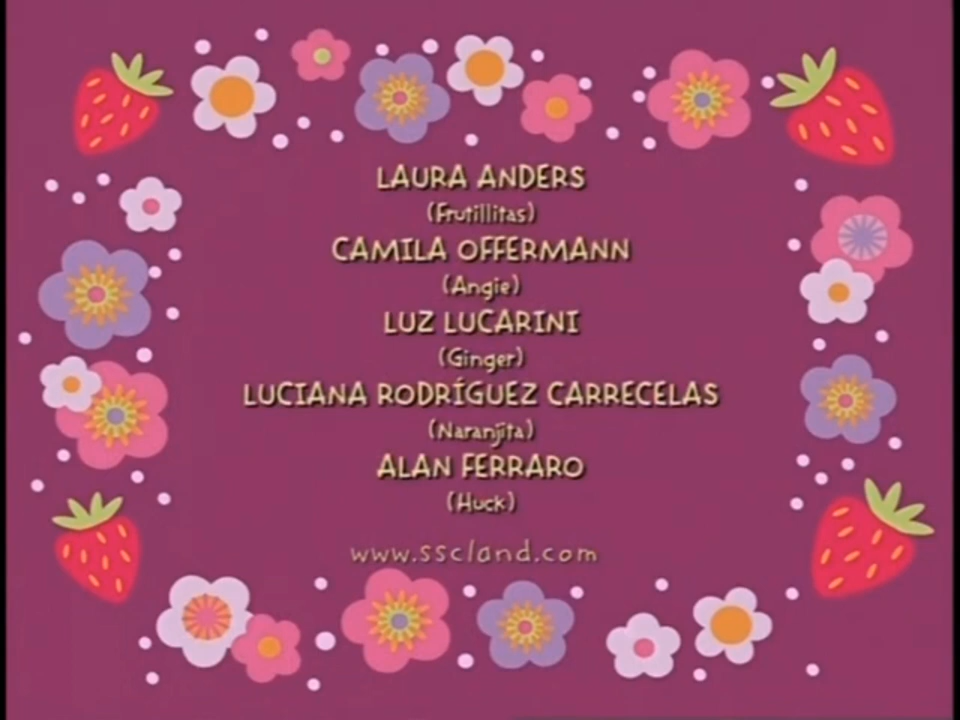 LAURA ANDERS
(Frutillitas)
CAMILA OFFERMANN
(Angie)
LUZ LUCARINI
(Ginger)
LUCIANA RODRÍGUEZ CARRECELAS
(Naranjita)
ALAN FERRARO
(Huck)
www.sscland.com